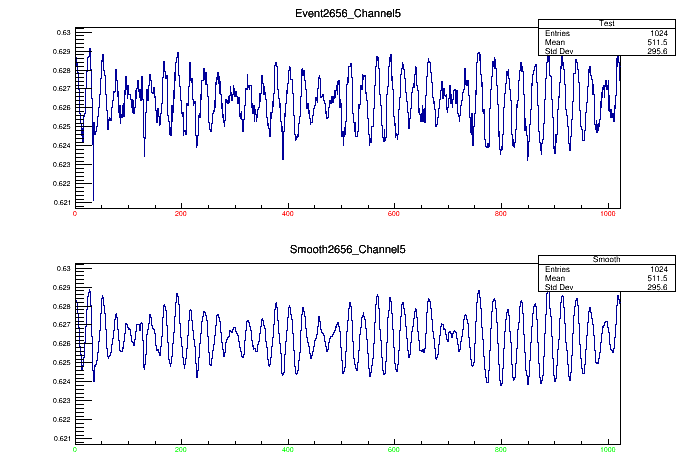 Event2656_Channel5
Test
Entries 1024
Mean 511.5
Std Dev 295.6
0.63
0.629
0.628
0.627
0.626
0.625
0.624
0.623
0.622
0.621
0 200 400 600 800 1000
Smooth2656_Channel5
Smooth
Entries 1024
Mean 511.5
Std Dev 295.6
0.63
0.629
0.628
0.627
0.626
0.625
0.624
0.623
0.622
0.621
0 200 400 600 800 1000